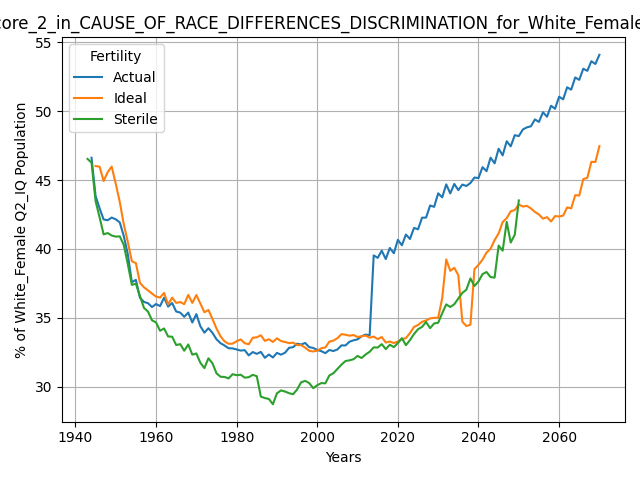 core_2_in_CAUSE_OF_RACE_DIFFERENCES_DISCRIMINATION_for_White_Female
Fertility
Actual
Ideal
Sterile
55
50
45
40
35
30
% of White_Female Q2_IQ Population
1940 1960 1980 2000 2020 2040 2060
Years